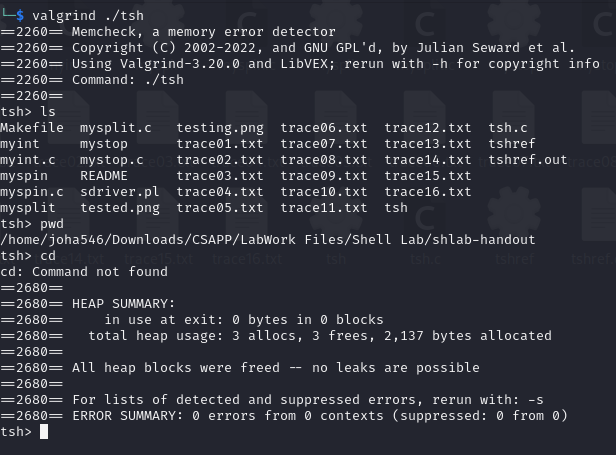 └─$ valgrind ./tsh
==2260== Memcheck, a memory error detector
==2260== Copyright (C) 2002-2022, and GNU GPL'd, by Julian Seward et al.
==2260== Using Valgrind-3.20.0 and LibVEX; rerun with -h for copyright info
==2260== Command: ./tsh
==2260==
tsh> ls
Makefile  mysplit.c   testing.png  trace06.txt  trace12.txt  tsh.c
myint     mystop      trace01.txt  trace07.txt  trace13.txt  tshref
myint.c   mystop.c    trace02.txt  trace08.txt  trace14.txt  tshref.out
myspin    README      trace03.txt  trace09.txt  trace15.txt
myspin.c  sdriver.pl  trace04.txt  trace10.txt  trace16.txt
mysplit   tested.png  trace05.txt  trace11.txt  tsh
tsh> pwd
/home/joha546/Downloads/CSAPP/LabWork Files/Shell Lab/shlab-handout
tsh> cd
cd: Command not found
==2680==
==2680== HEAP SUMMARY:
==2680==     in use at exit: 0 bytes in 0 blocks
==2680==   total heap usage: 3 allocs, 3 frees, 2,137 bytes allocated
==2680==
==2680== All heap blocks were freed -- no leaks are possible
==2680==
==2680== For lists of detected and suppressed errors, rerun with: -s
==2680== ERROR SUMMARY: 0 errors from 0 contexts (suppressed: 0 from 0)
tsh>